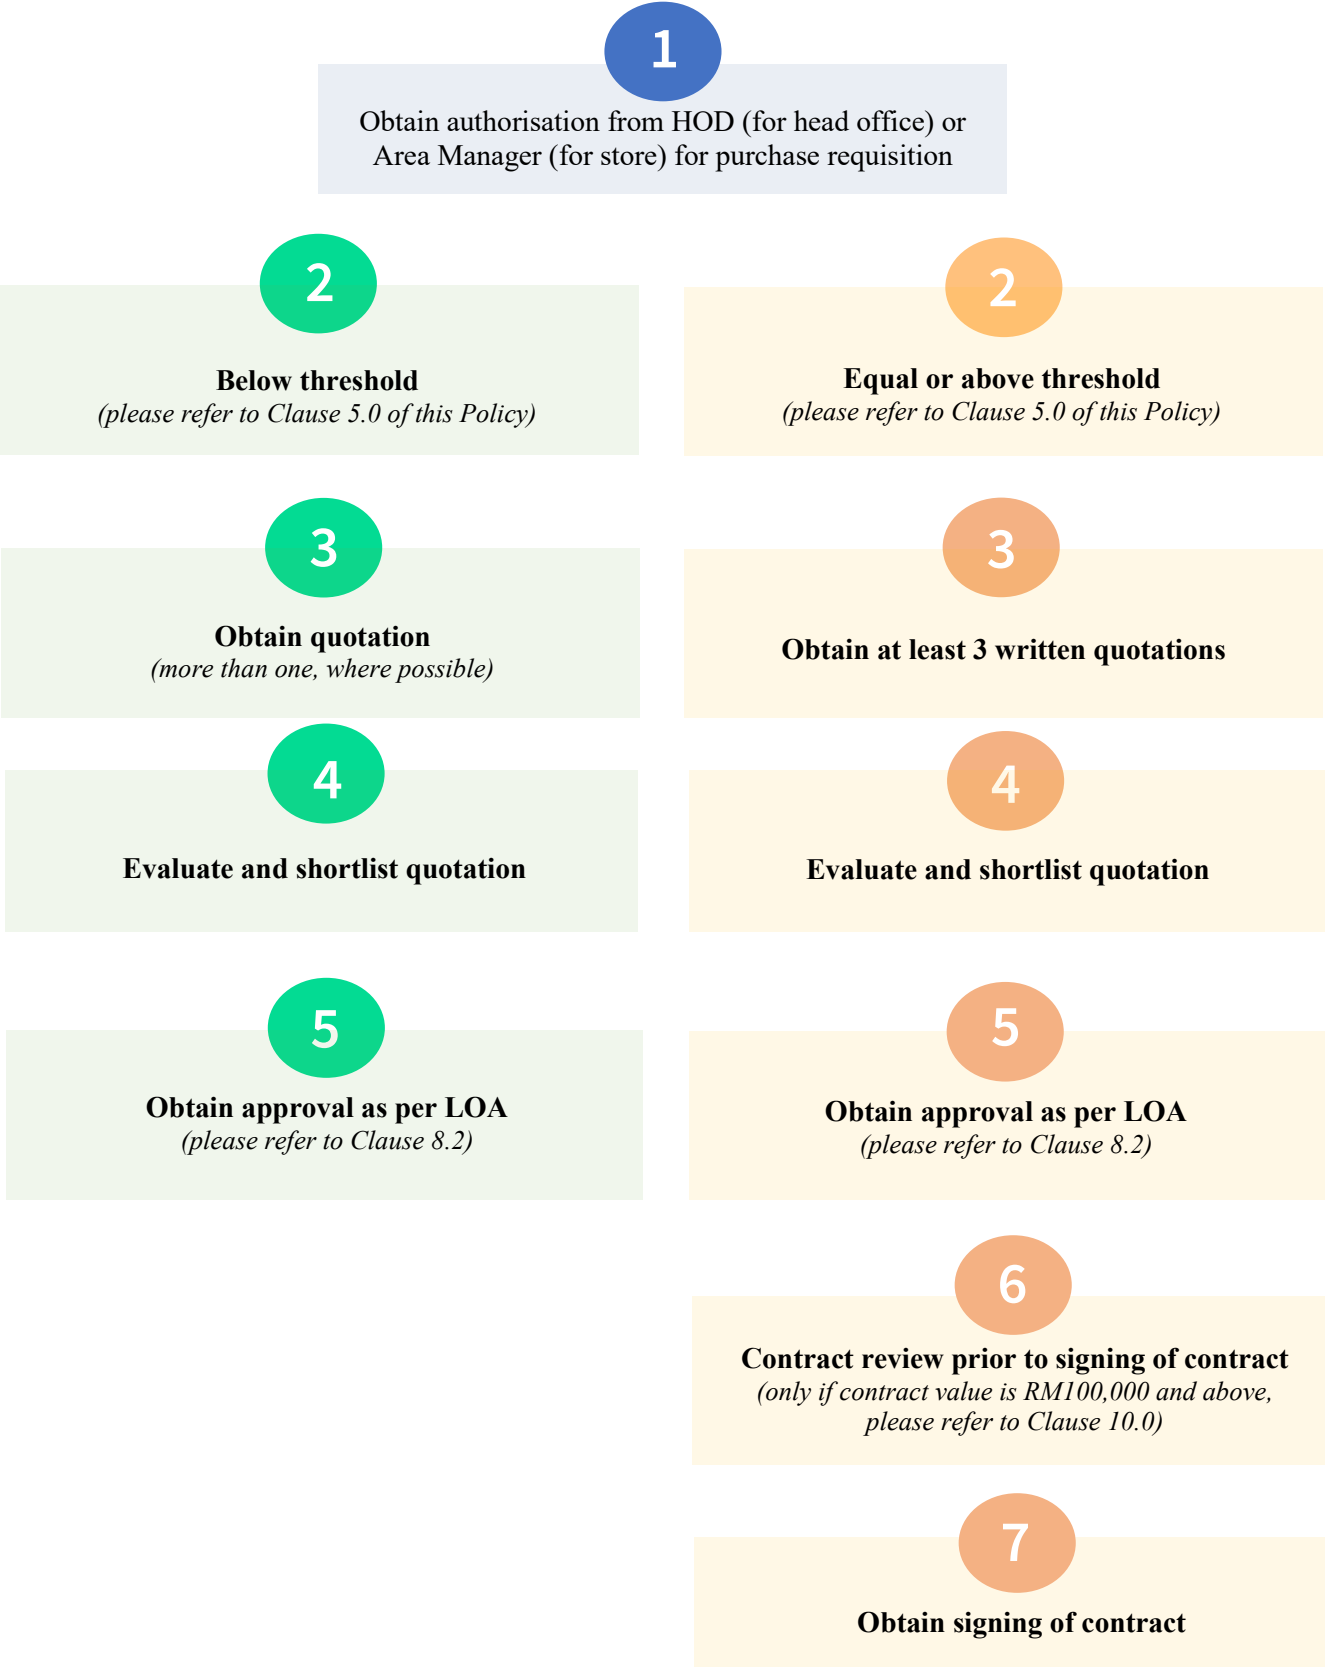 1
Obtain authorisation from HOD (for head office) or
Area Manager (for store) for purchase requisition
2
Below threshold
(please refer to Clause 5.0 of this Policy)
2
Equal or above threshold
(please refer to Clause 5.0 of this Policy)
3
Obtain quotation
(more than one, where possible)
3
Obtain at least 3 written quotations
4
Evaluate and shortlist quotation
4
Evaluate and shortlist quotation
5
Obtain approval as per LOA
(please refer to Clause 8.2)
5
Obtain approval as per LOA
(please refer to Clause 8.2)
6
Contract review prior to signing of contract
(only if contract value is RM100,000 and above,
please refer to Clause 10.0)
7
Obtain signing of contract